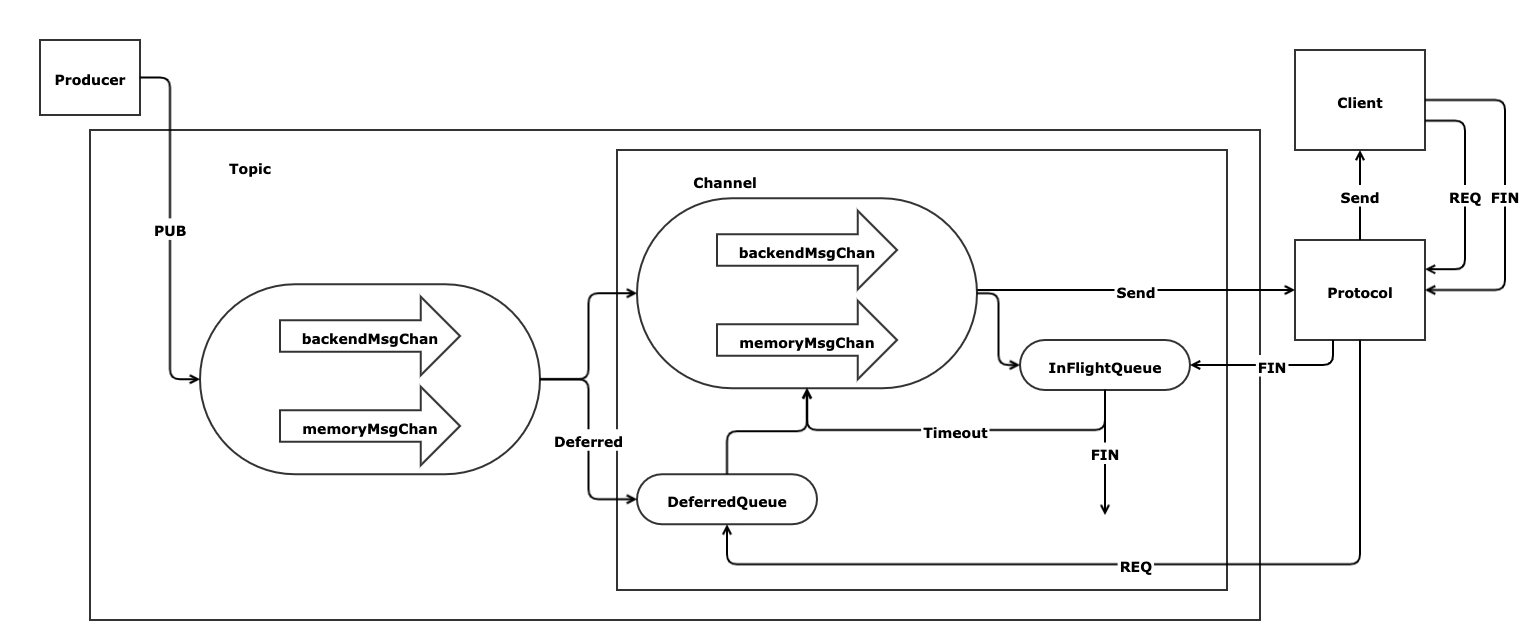 Producer
Client
Topic
Channel
Send
REQ
FIN
PUB
backendMsgChan
Send
Protocol
backendMsgChan
memoryMsgChan
InFlightQueue
FIN
memoryMsgChan
Deferred
Timeout
FIN
DeferredQueue
REQ